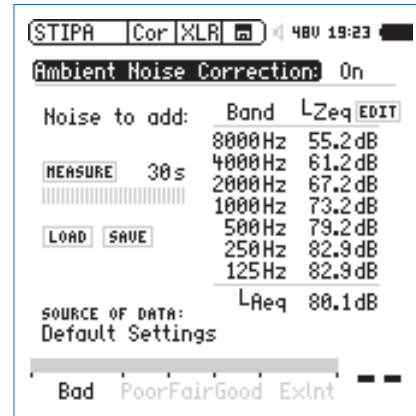 STIPA Cor XLR 48V 19:23
Ambient Noise Correction: On
Noise to add: Band LZeq EDIT
8000Hz 55.2dB
MEASURE 30s 4000Hz 61.2dB
2000Hz 67.2dB
1000Hz 73.2dB
LOAD SAVE 500Hz 79.2dB
250Hz 82.9dB
125Hz 82.9dB
LAeq 80.1dB
SOURCE OF DATA:
Default Settings
Bad Poor Fair Good Exlnt --